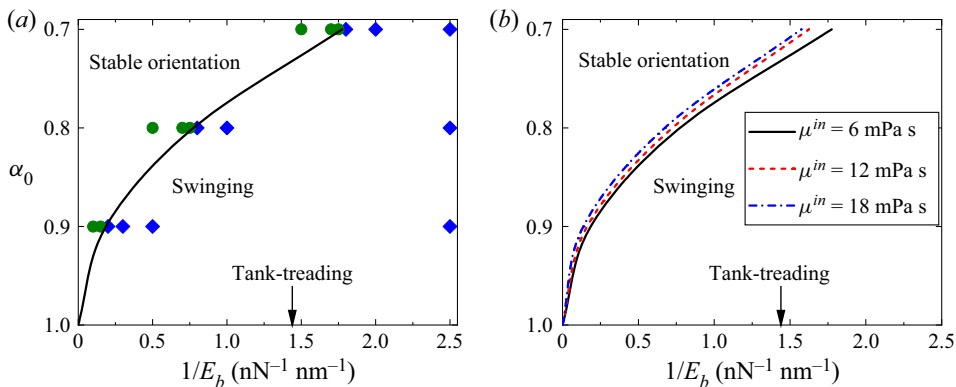 (a)
0.7
Stable orientation
0.8
α0
Swinging
0.9
Tank-treading
1.0
0 0.5 1.0 1.5 2.0 2.5
1/Eb (nN−1 nm−1)
(b)
0.7
Stable orientation
0.8
μin = 6 mPa s
μin = 12 mPa s
μin = 18 mPa s
Swinging
0.9
Tank-treading
1.0
0 0.5 1.0 1.5 2.0 2.5
1/Eb (nN−1 nm−1)